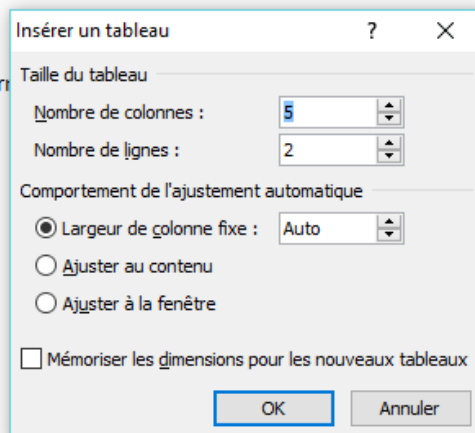 Insérer un tableau ? X
Taille du tableau
Nombre de colonnes : 5
Nombre de lignes : 2
Comportement de l'ajustement automatique
Largeur de colonne fixe : Auto
Ajuster au contenu
Ajuster à la fenêtre
Mémoriser les dimensions pour les nouveaux tableaux
OK Annuler